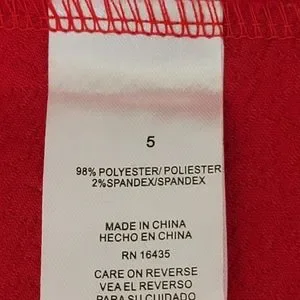 5
98% POLYESTER/ POLIESTER
2%SPANDEX/SPANDEX
MADE IN CHINA
HECHO EN CHINA
RN 16435
CARE ON REVERSE
VEA EL REVERSO
PARA SU CUIDADO